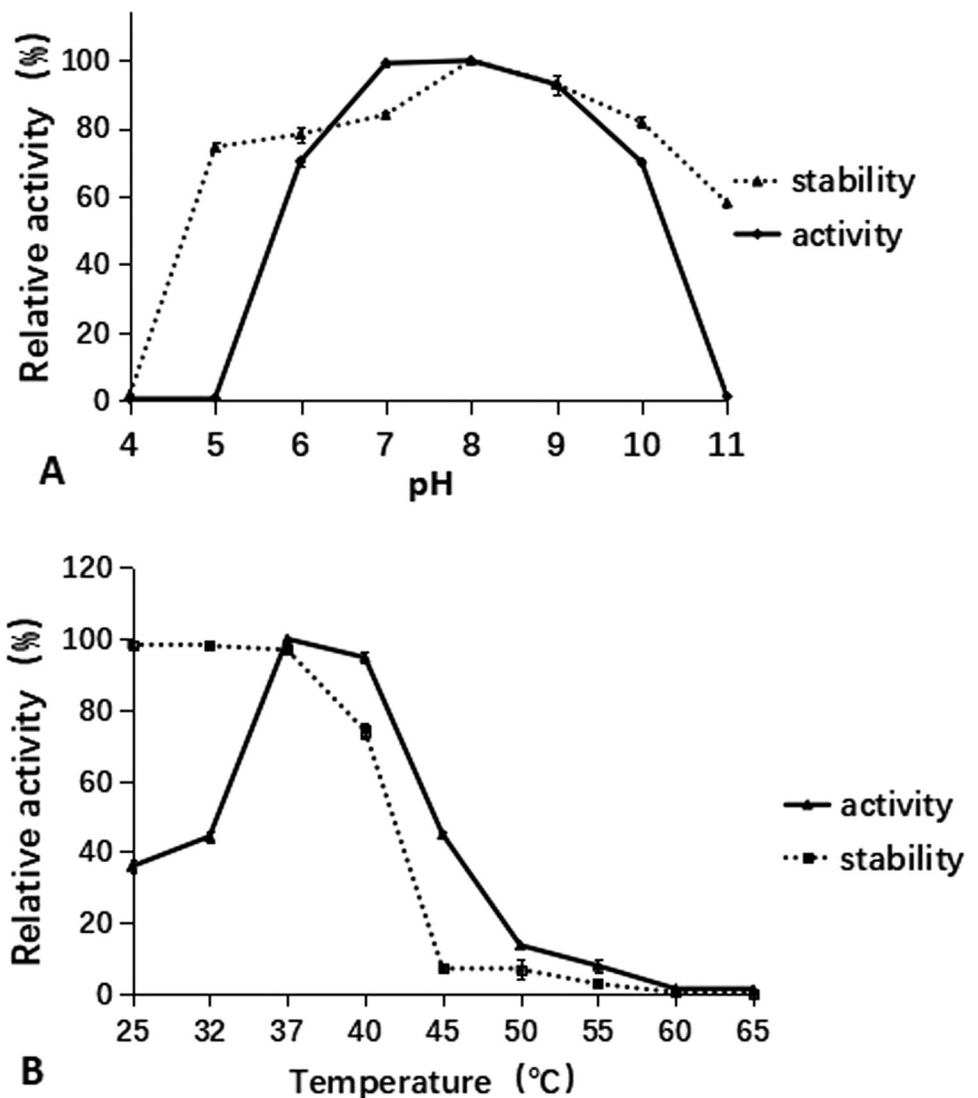 Relative activity (%)
100
80
60
40
20
0
4 5 6 7 8 9 10 11
pH
A
stability
activity
Relative activity (%)
120
100
80
60
40
20
0
25 32 37 40 45 50 55 60 65
Temperature (°C)
B
activity
stability